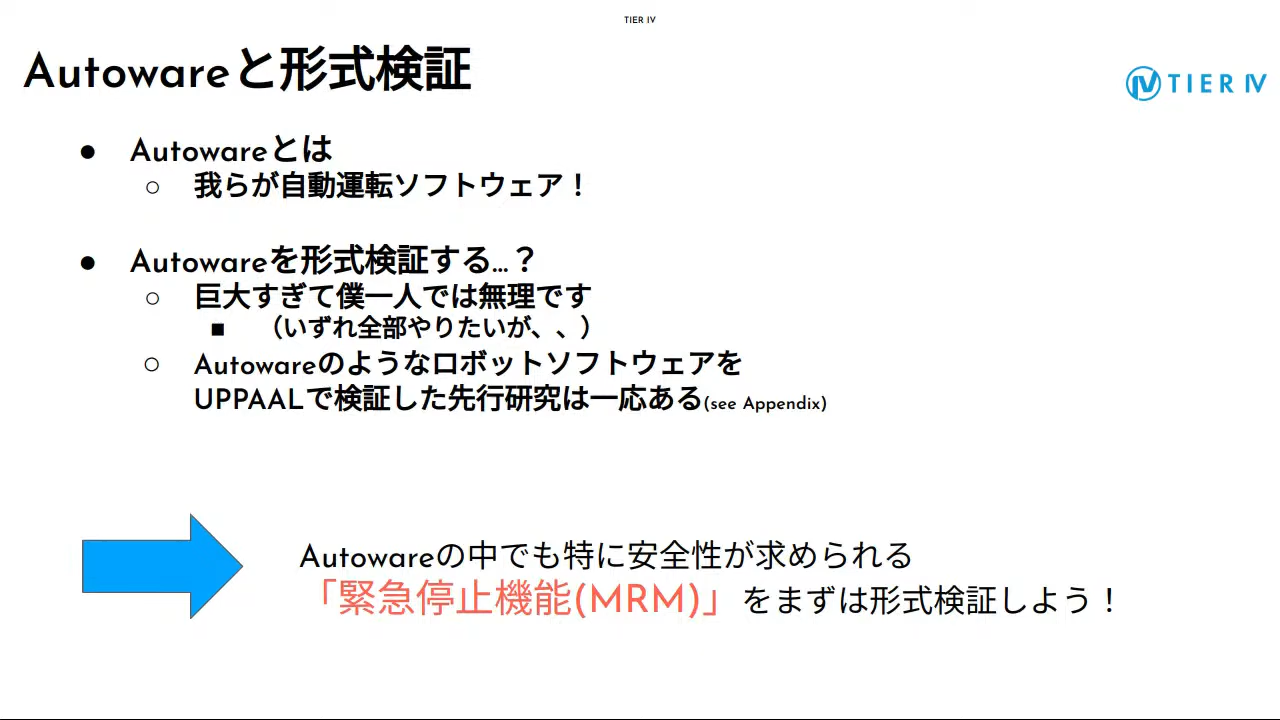 TIER IV
Autowareと形式検証
IV TIER IV
● Autowareとは
○ 我らが自動運転ソフトウェア！
● Autowareを形式検証する...？
○ 巨大すぎて僕一人では無理です
■ （いずれ全部やりたいが、、）
○ Autowareのようなロボットソフトウェアを
UPPAALで検証した先行研究は一応ある(see Appendix)
Autowareの中でも特に安全性が求められる
「緊急停止機能(MRM)」をまずは形式検証しよう！